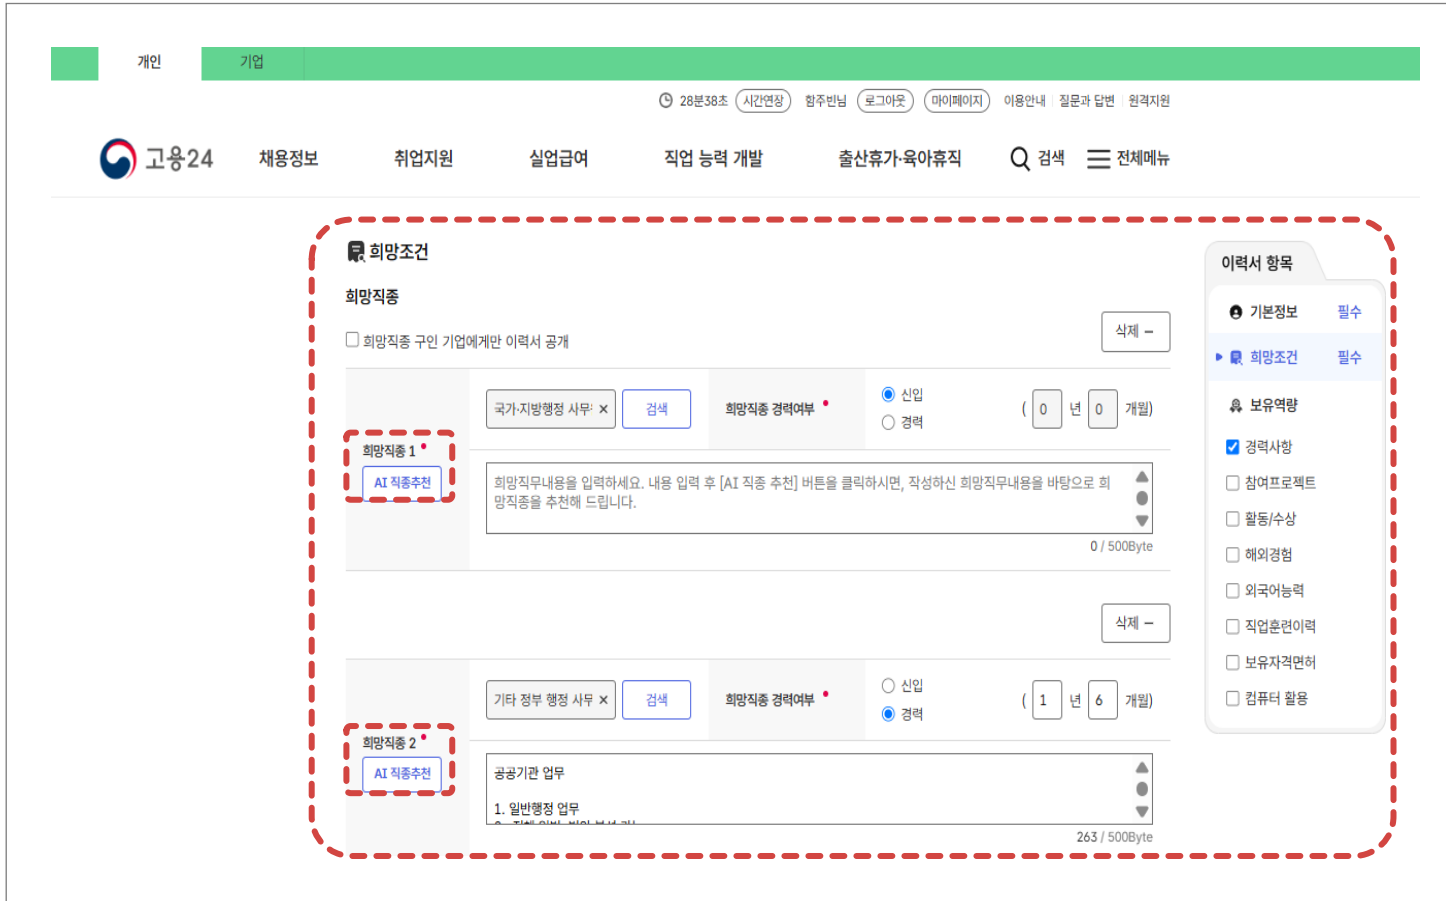 개인 기업
28분38초 시간연장 함주빈님 로그아웃 마이페이지 이용안내 질문과 답변 원격지원
고용24 채용정보 취업지원 실업급여 직업 능력 개발 출산휴가·육아휴직 검색 전체메뉴
희망조건
희망직종
희망직종 구인 기업에게만 이력서 공개
삭제 −
희망직종 1
AI 직종추천
국가·지방행정 사무 × 검색 희망직종 경력여부 신입 경력 ( 0 년 0 개월)
희망직무내용을 입력하세요. 내용 입력 후 [AI 직종 추천] 버튼을 클릭하시면, 작성하신 희망직무내용을 바탕으로 희
망직종을 추천해 드립니다.
0 / 500Byte
삭제 −
희망직종 2
AI 직종추천
기타 정부 행정 사무 × 검색 희망직종 경력여부 신입 경력 ( 1 년 6 개월)
공공기관 업무
1. 일반행정 업무
263 / 500Byte
이력서 항목
기본정보 필수
희망조건 필수
보유역량
경력사항
참여프로젝트
활동/수상
해외경험
외국어능력
직업훈련이력
보유자격면허
컴퓨터 활용